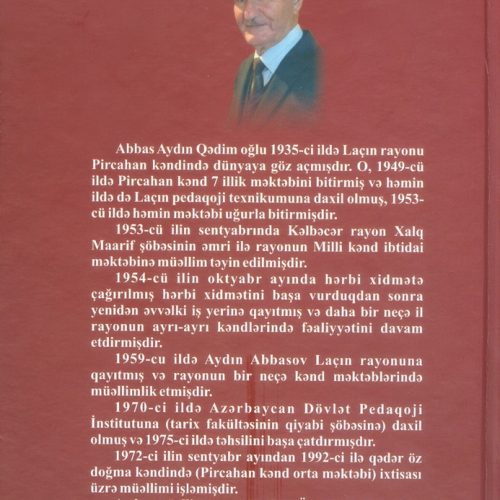 Abbas Aydın Qədim oğlu 1935-ci ildə Laçın rayonu
Pircahan kəndində dünyaya göz açmışdır. O, 1949-cü
ildə Pircahan kənd 7 illik məktəbini bitirmiş və həmin
ildə də Laçın pedaqoji texnikumuna daxil olmuş, 1953-
cü ildə həmin məktəbi uğurla bitirmişdir.
1953-cü ilin sentyabrında Kəlbəcər rayon Xalq
Maarif şöbəsinin əmri ilə rayonun Milli kənd ibtidai
məktəbinə müəllim təyin edilmişdir.
1954-cü ilin oktyabr ayında hərbi xidmətə
çağırılmış hərbi xidmətini başa vurduqdan sonra
yenidən əvvəlki iş yerinə qayıtmış və daha bir neçə il
rayonun ayrı-ayrı kəndlərində fəaliyyətini davam
etdirmişdir.
1959-cu ildə Aydın Abbasov Laçın rayonuna
qayıtmış və rayonun bir neçə kənd məktəblərində
müəllimlik etmişdir.
1970-ci ildə Azərbaycan Dövlət Pedaqoji
İnstitutuna (tarix fakültəsinin qiyabi şöbəsinə) daxil
olmuş və 1975-ci ildə təhsilini başa çatdırmışdır.
1972-ci ilin sentyabr ayından 1992-ci ilə qədər öz
doğma kəndində (Pircahan kənd orta məktəbi) ixtisası
üzrə müəllimi işləmişdir.